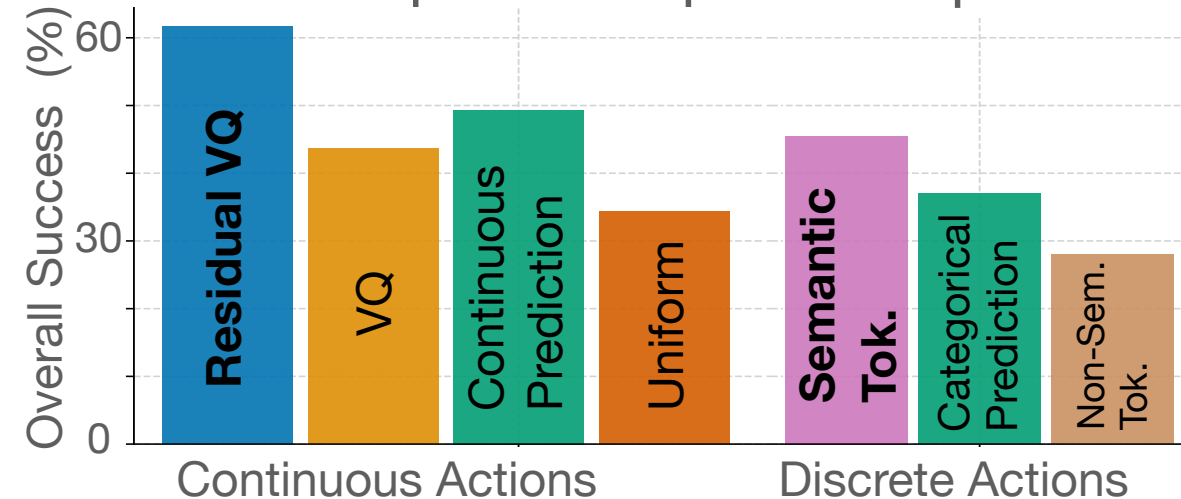 Overall Success (%)
60
30
0
Residual VQ
VQ
Continuous
Prediction
Uniform
Semantic
Tok.
Categorical
Prediction
Non-Sem.
Tok.
Continuous Actions
Discrete Actions